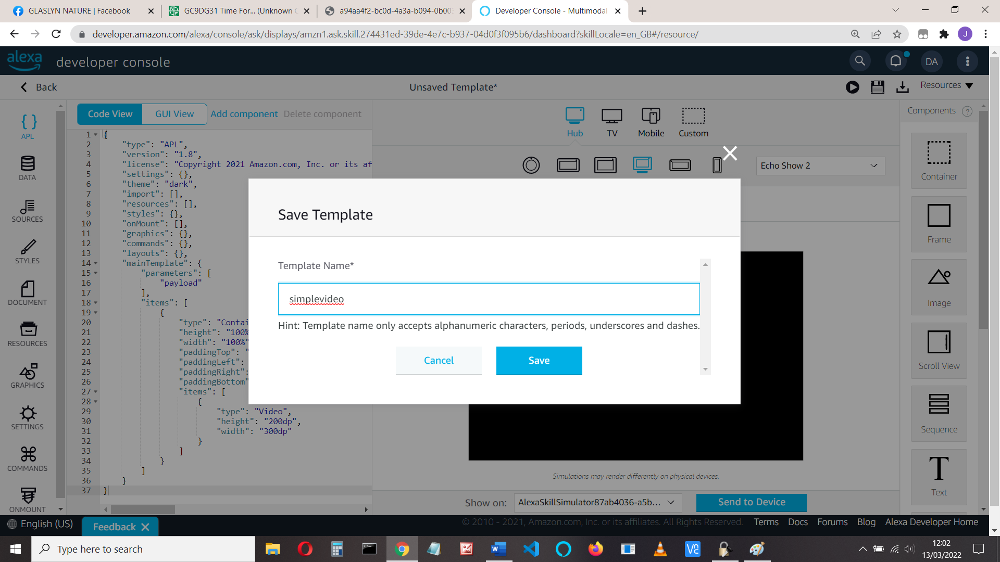 GLASLYN NATURE | Facebook
GC9DG31 Time For... (Unknown C
a94aa4f2-bc0d-4a3a-b094-0b003
Developer Console - Multimodal
developer.amazon.com/alexa/console/ask/displays/amzn1.ask.skill.274431ed-39de-4e7c-b937-04d0f3f095b6/dashboard?skillLocale=en_GB#/resource/
J
alexa
developer console
DA
Back
Unsaved Template*
Resources
Code View
GUI View
Add component
Delete component
APL
DATA
SOURCES
STYLES
DOCUMENT
RESOURCES
GRAPHICS
SETTINGS
COMMANDS
ONMOUNT
1 {
2 "type": "APL",
3 "version": "1.8",
4 "license": "Copyright 2021 Amazon.com, Inc. or its af
5 "settings": {},
6 "theme": "dark",
7 "import": [],
8 "resources": [],
9 "styles": {},
10 "onMount": [],
11 "graphics": {},
12 "commands": {},
13 "layouts": {},
14 "mainTemplate": {
15 "parameters": [
16 "payload"
17 ],
18 "items": [
19 {
20 "type": "Contai
21 "height": "100%
22 "width": "100%"
23 "paddingTop": "
24 "paddingLeft":
25 "paddingRight":
26 "paddingBottom"
27 "items": [
28 {
29 "type": "Video",
30 "height": "200dp",
31 "width": "300dp"
32 }
33 ]
34 }
35 ]
36 }
37 }
Hub
TV
Mobile
Custom
Echo Show 2
Save Template
Template Name*
simplevideo
Hint: Template name only accepts alphanumeric characters, periods, underscores and dashes.
Cancel
Save
Simulations may render differently on physical devices.
Show on:
AlexaSkillSimulator87ab4036-a5b...
Send to Device
Components
?
Container
Frame
Image
Scroll View
Sequence
T
Text
English (US)
Feedback
© 2010 - 2021, Amazon.com, Inc. or its affiliates. All Rights Reserved.
Terms
Docs
Forums
Blog
Alexa Developer Home
Type here to search
12:02
13/03/2022